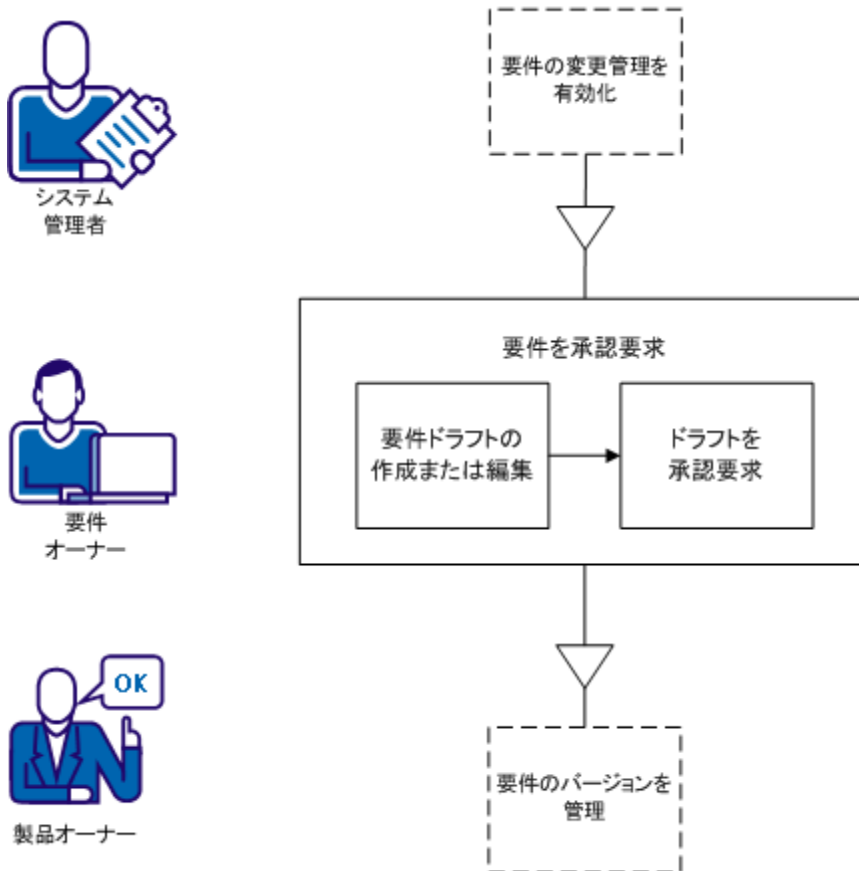 要件の変更管理を
有効化
システム
管理者
要件を承認要求
要件ドラフトの
作成または編集
ドラフトを
承認要求
要件
オーナー
OK
要件のバージョンを
管理
製品オーナー